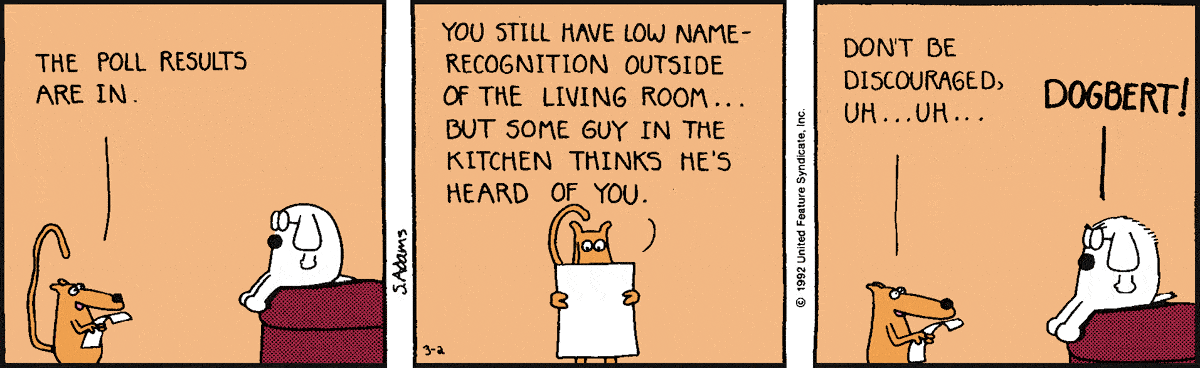 THE POLL RESULTS
ARE IN.
S.Adams
YOU STILL HAVE LOW NAME-
RECOGNITION OUTSIDE
OF THE LIVING ROOM...
BUT SOME GUY IN THE
KITCHEN THINKS HE'S
HEARD OF YOU.
3-2
© 1992 United Feature Syndicate, Inc.
DON'T BE
DISCOURAGED,
UH...UH...
DOGBERT!